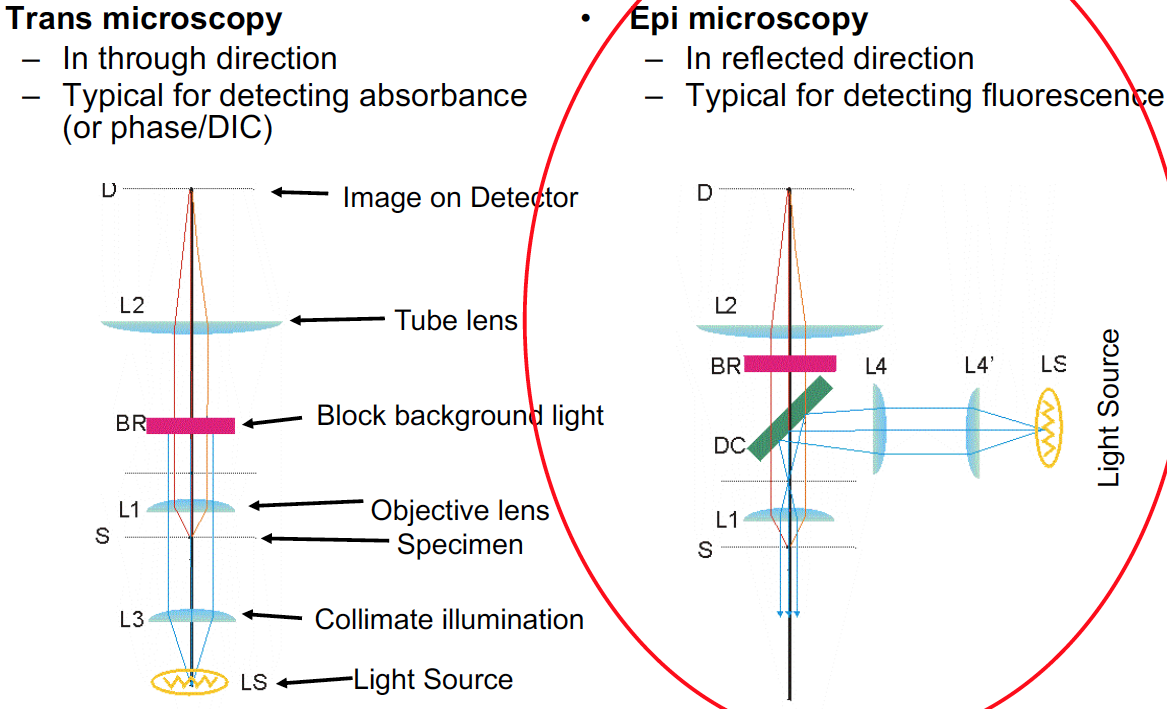 Trans microscopy
– In through direction
– Typical for detecting absorbance
(or phase/DIC)
D
Image on Detector
L2
Tube lens
BR
Block background light
L1
Objective lens
S
Specimen
L3
Collimate illumination
LS
Light Source
• Epi microscopy
– In reflected direction
– Typical for detecting fluorescence
D
L2
BR
L4
L4’
LS
Light Source
DC
L1
S